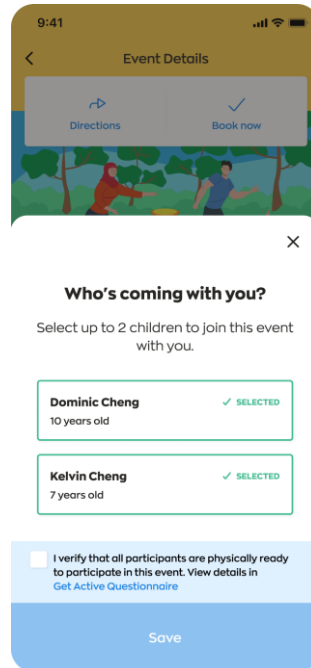 9:41
Event Details
Directions
Book now
Who's coming with you?
Select up to 2 children to join this event
with you.
Dominic Cheng
✓ SELECTED
10 years old
Kelvin Cheng
✓ SELECTED
7 years old
I verify that all participants are physically ready
to participate in this event. View details in
Get Active Questionnaire
Save